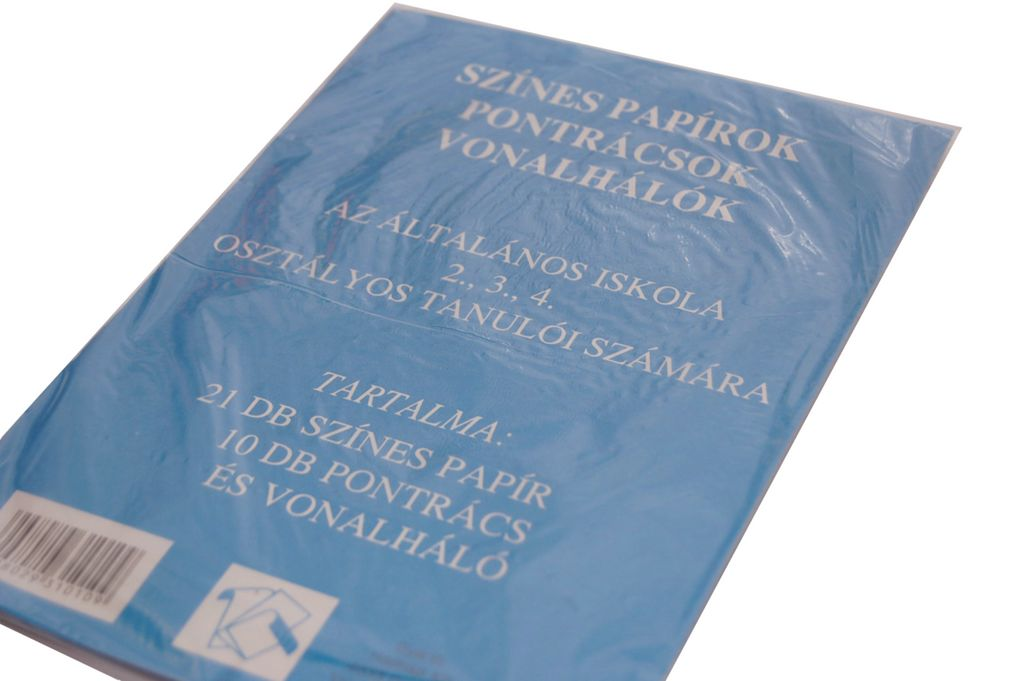 SZÍNES PAPÍROK
PONTRÁCSOK
VONALHÁLÓK
AZ ÁLTALÁNOS ISKOLA
2., 3., 4.
OSZTÁLYOS TANULÓI SZÁMÁRA
TARTALMA:
21 DB SZÍNES PAPÍR
10 DB PONTRÁCS
ÉS VONALHÁLÓ